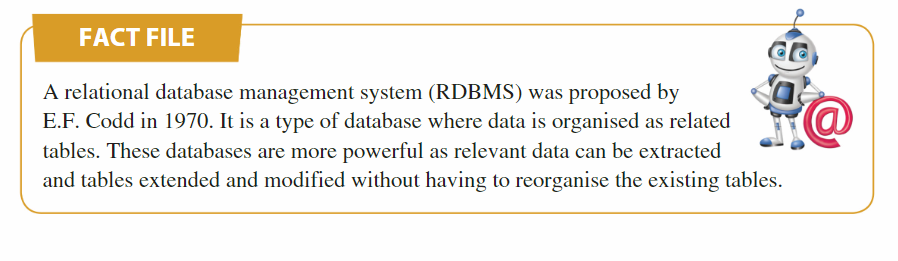 FACT FILE
A relational database management system (RDBMS) was proposed by
E.F. Codd in 1970. It is a type of database where data is organised as related
tables. These databases are more powerful as relevant data can be extracted
and tables extended and modified without having to reorganise the existing tables.
@